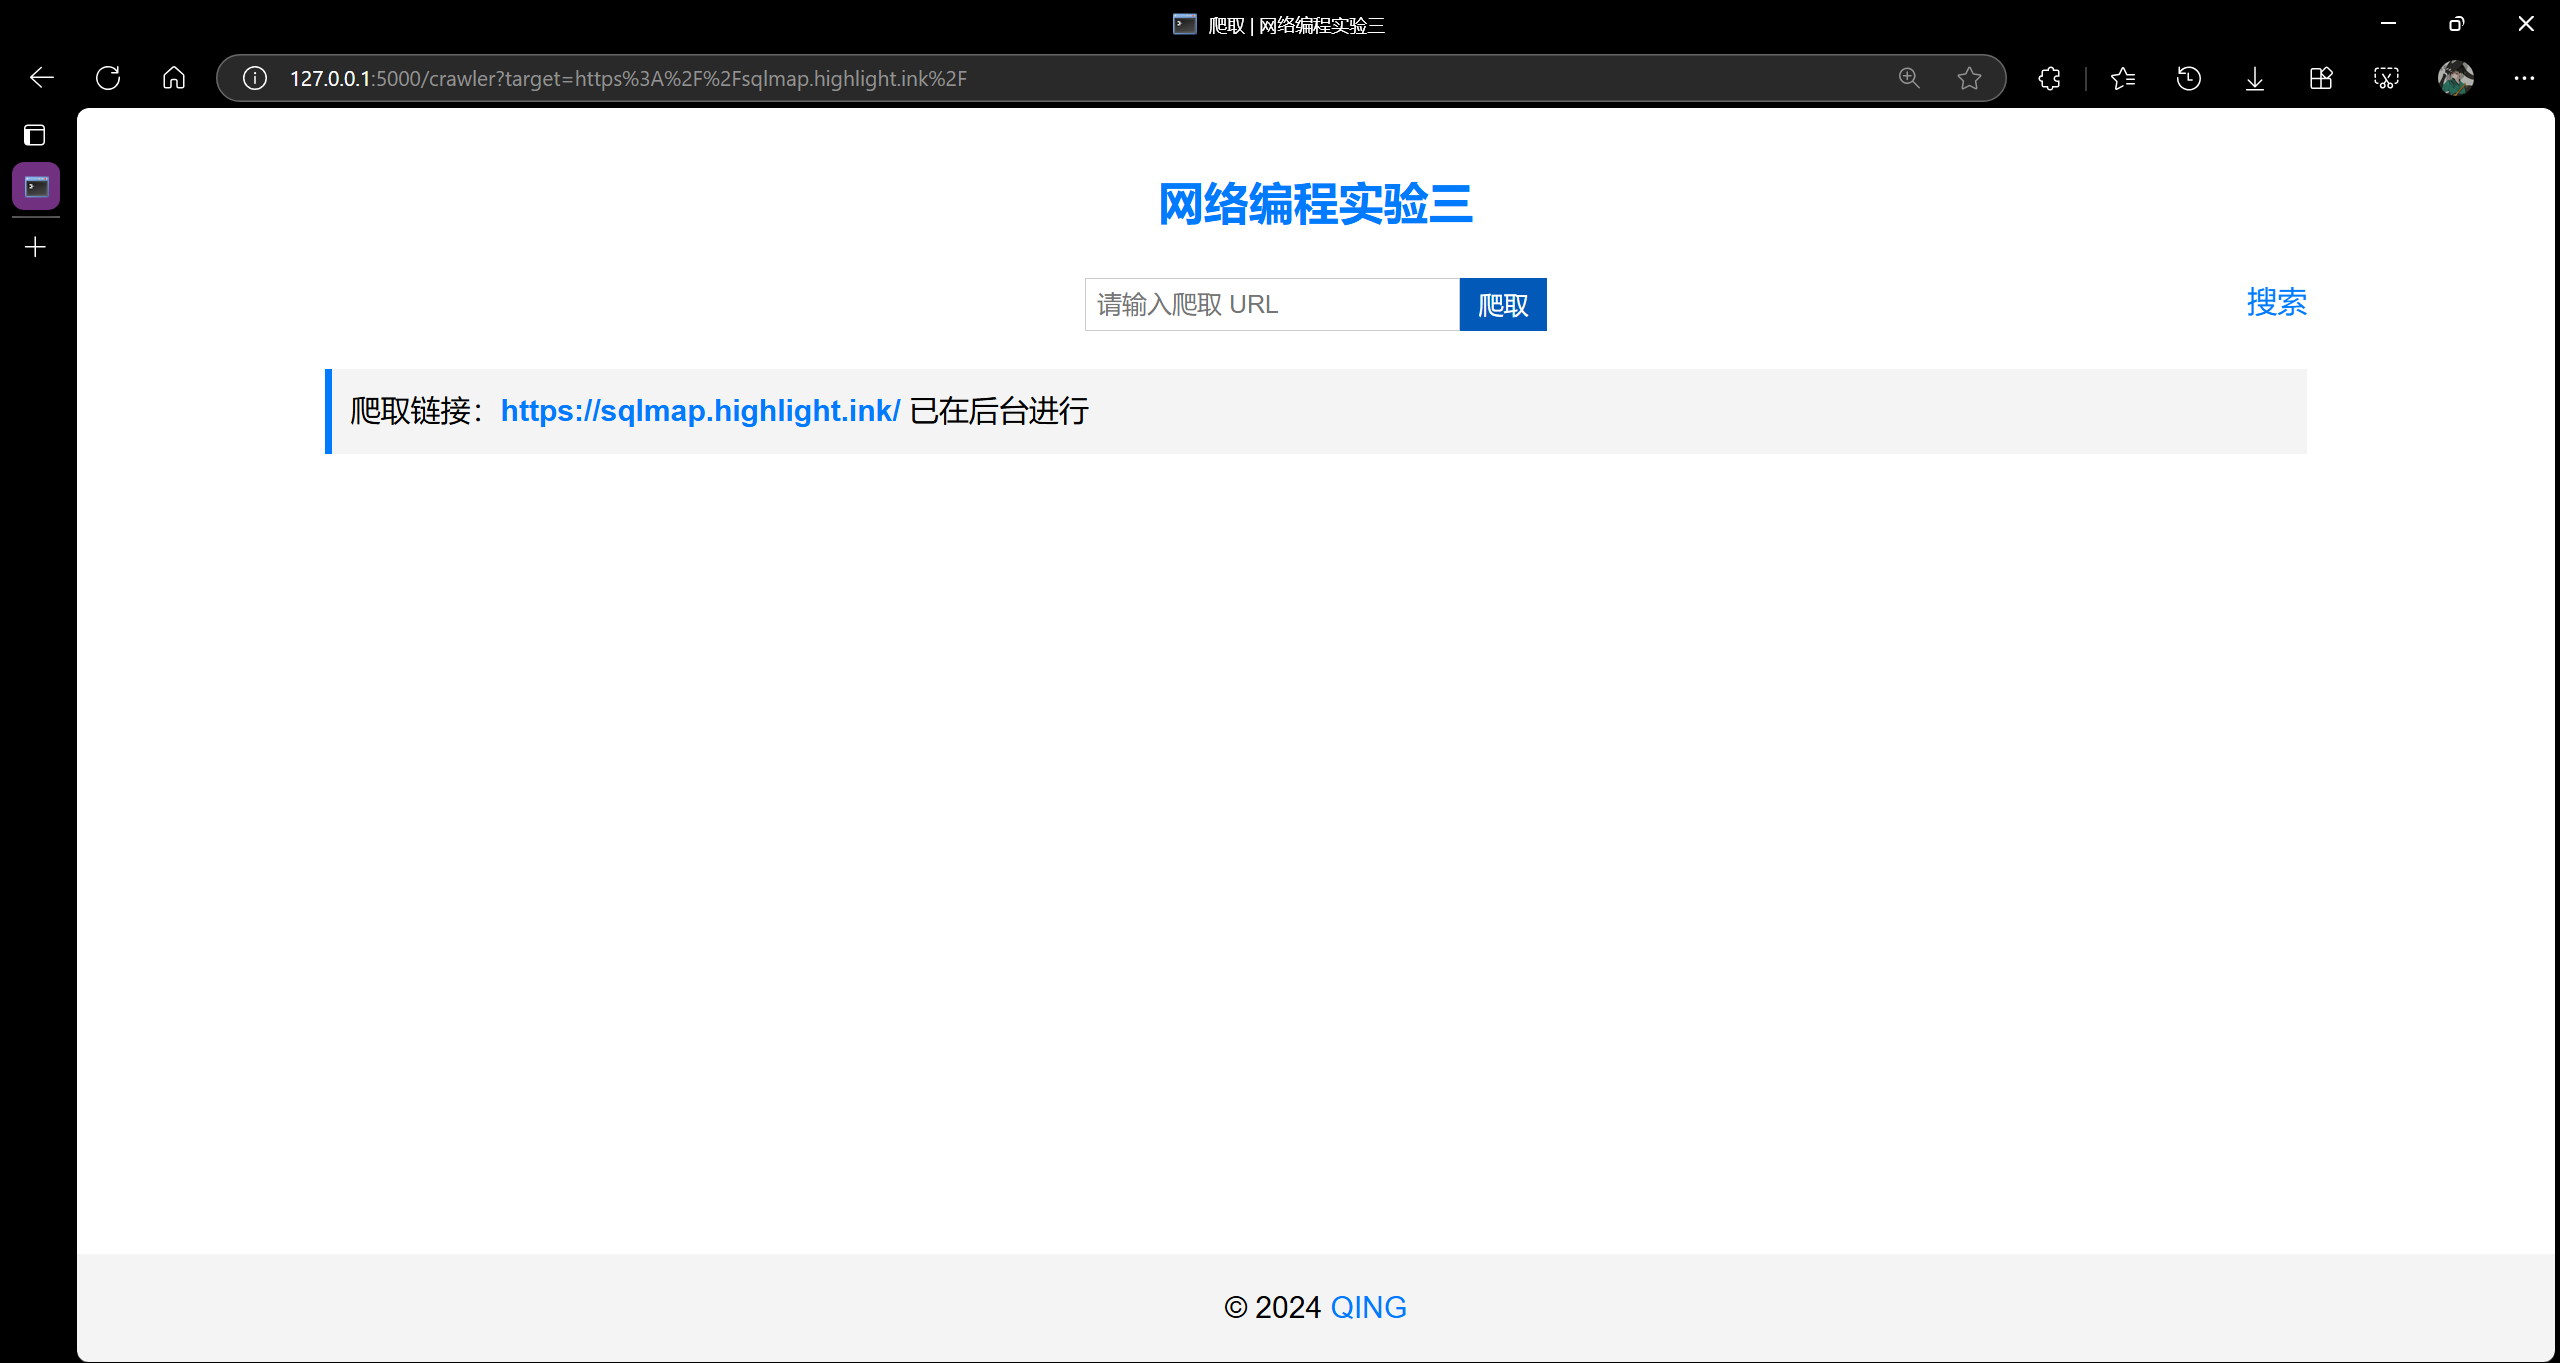 爬取 | 网络编程实验三
127.0.0.1:5000/crawler?target=https%3A%2F%2Fsqlmap.highlight.ink%2F
网络编程实验三
请输入爬取 URL
爬取
搜索
爬取链接：https://sqlmap.highlight.ink/ 已在后台进行
© 2024 QING